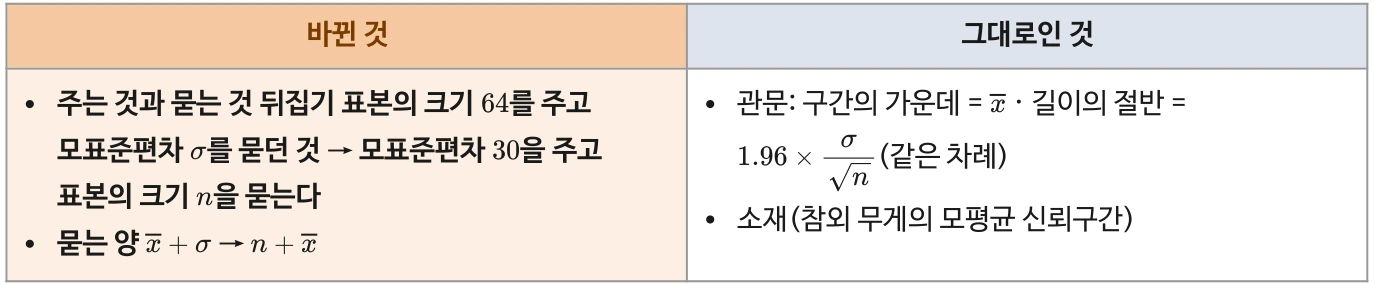 바뀐 것
그대로인 것
• 주는 것과 묻는 것 뒤집기 표본의 크기 64를 주고
모표준편차 σ를 묻던 것 → 모표준편차 30을 주고
표본의 크기 n을 묻는다
• 묻는 양 x̅ + σ → n + x̅
• 관문: 구간의 가운데 = x̅ · 길이의 절반 =
1.96 × σ/√n (같은 차례)
• 소재(참외 무게의 모평균 신뢰구간)